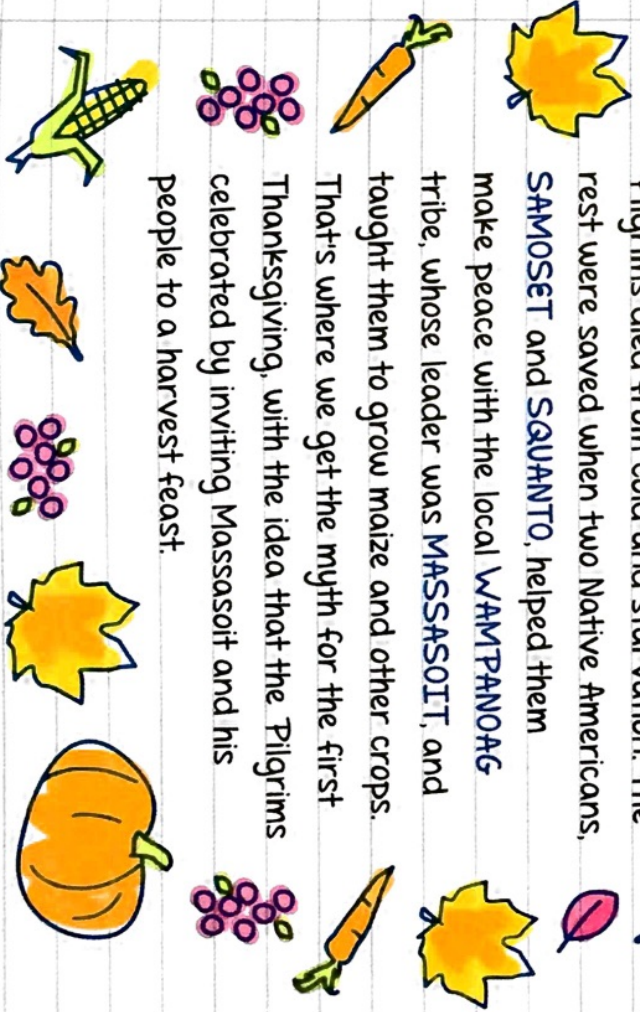 rest were saved when two Native Americans,
SAMOSET and SQUANTO, helped them
make peace with the local WAMPANOAG
tribe, whose leader was MASSASOIT, and
taught them to grow maize and other crops.
That's where we get the myth for the first
Thanksgiving, with the idea that the Pilgrims
celebrated by inviting Massasoit and his
people to a harvest feast.